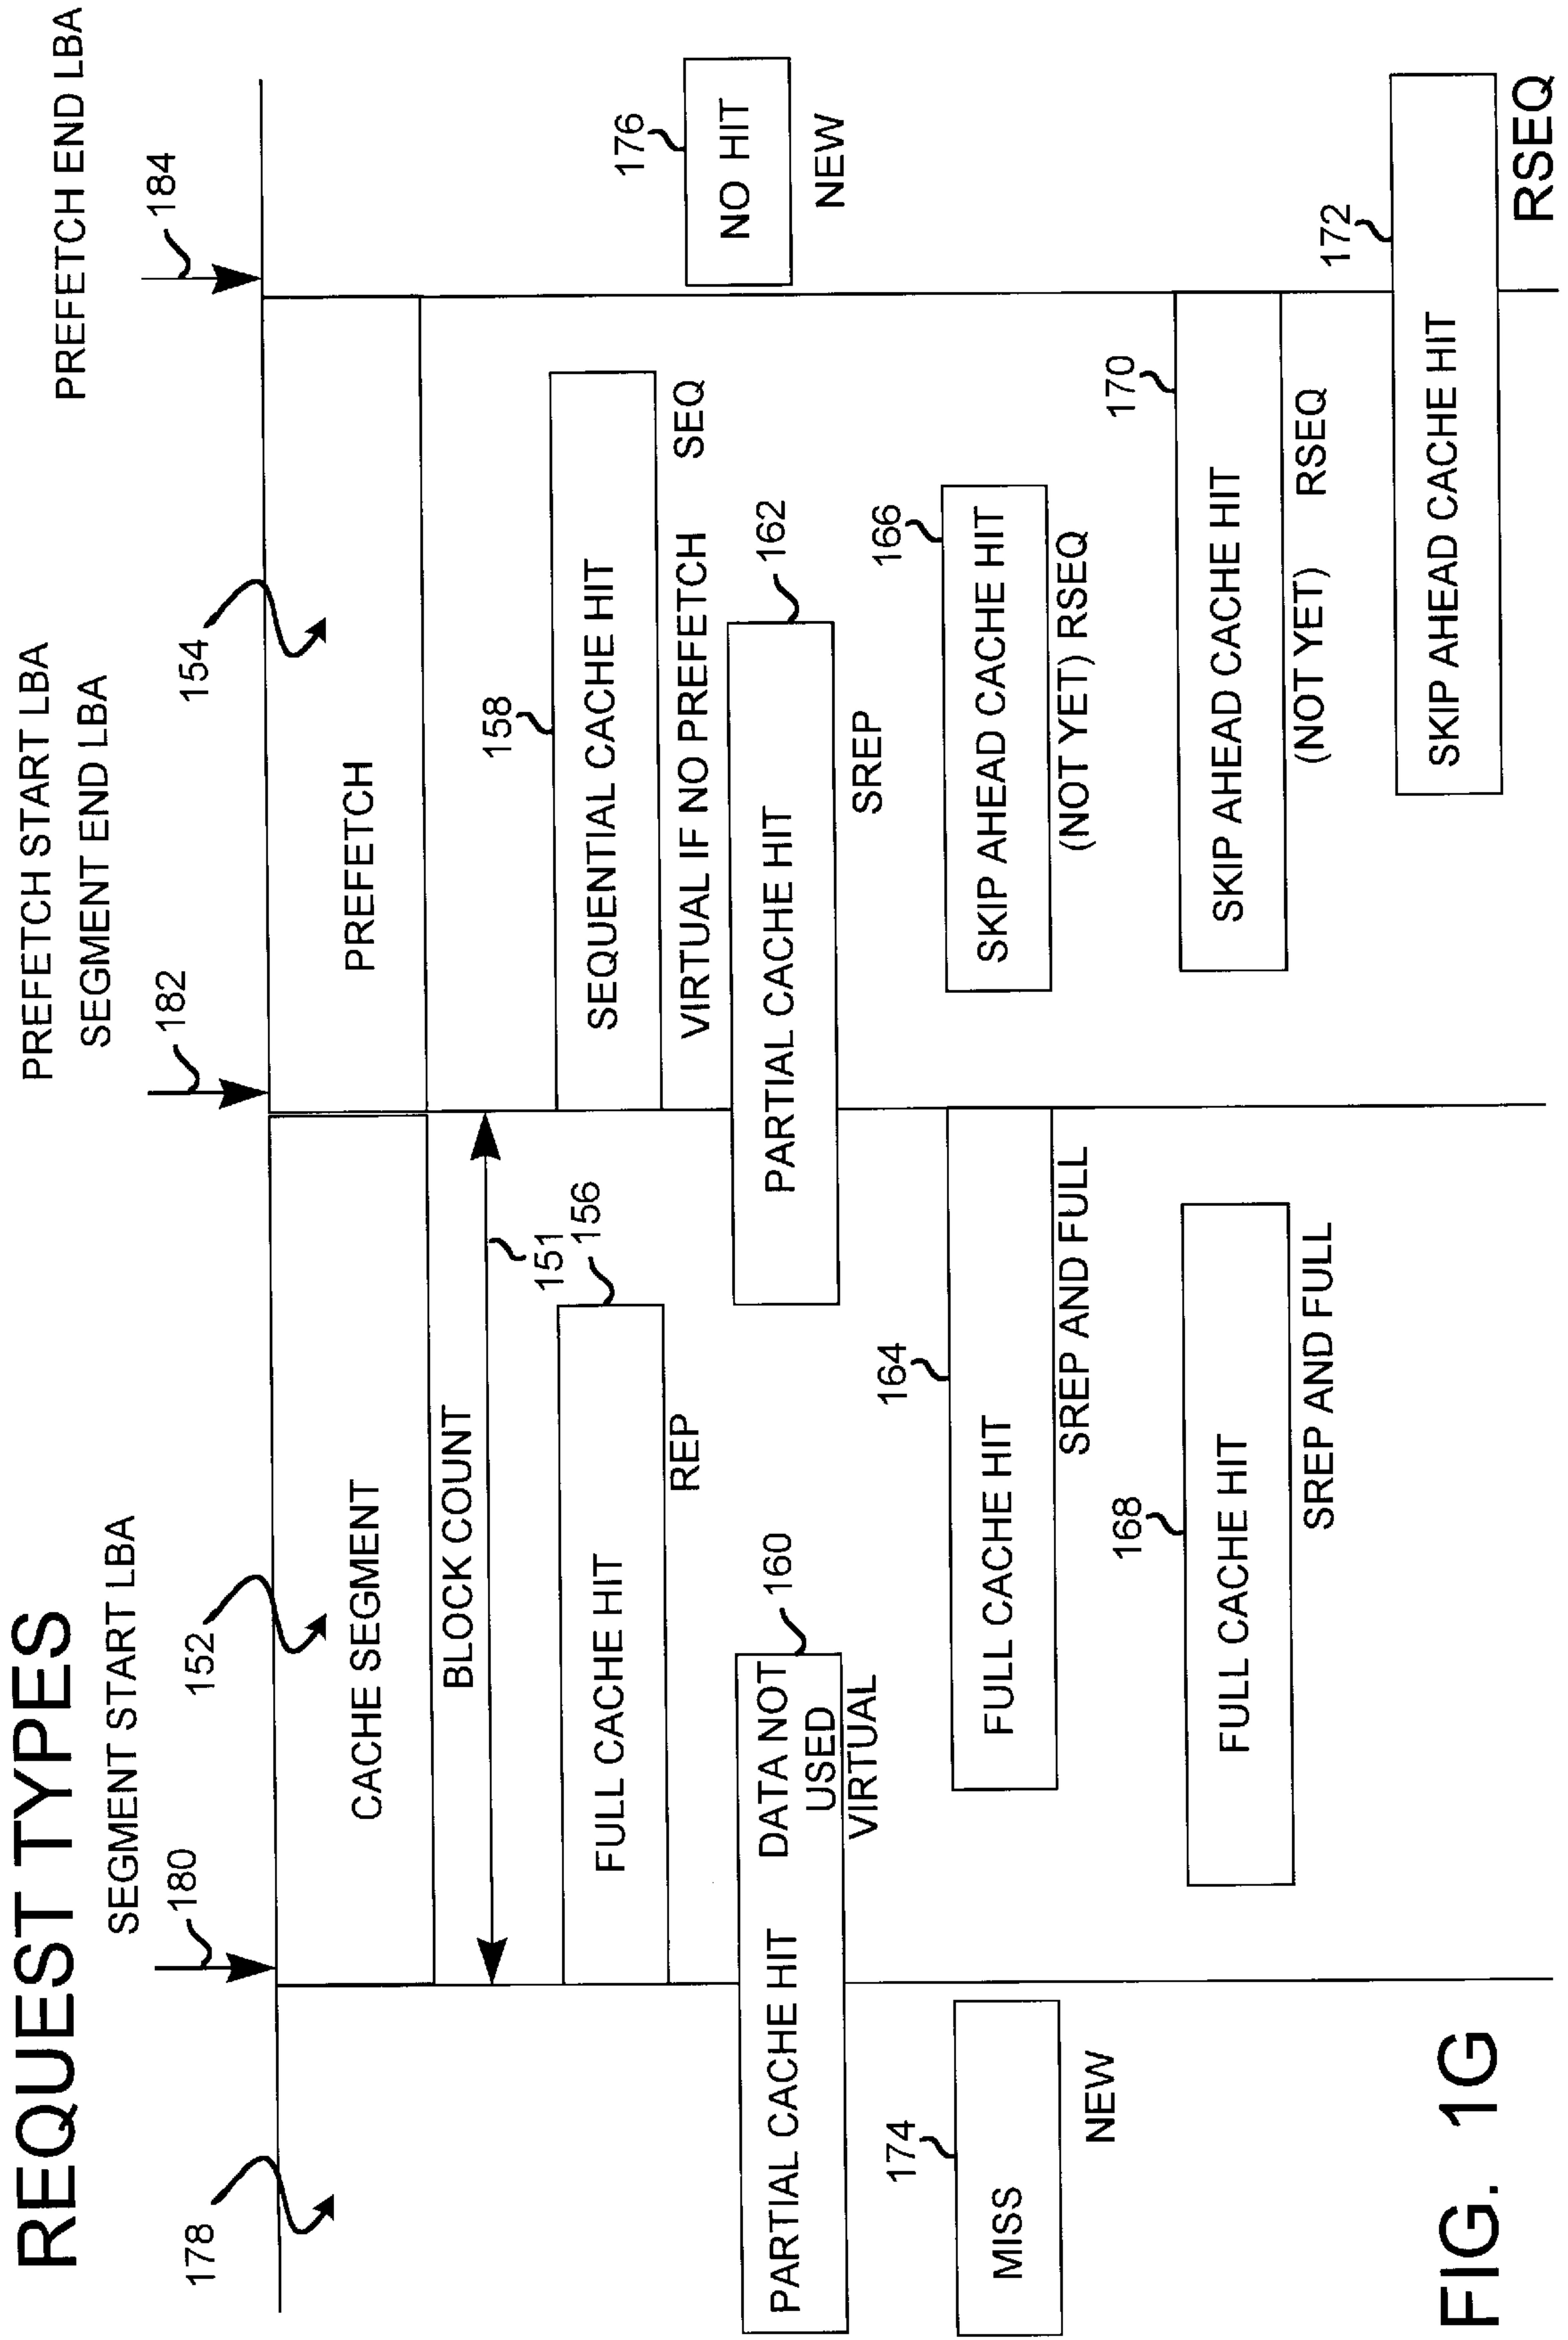 REQUEST TYPES
PREFETCH START LBA
SEGMENT END LBA
PREFETCH END LBA
SEGMENT START LBA
178
180
152
182
154
184
CACHE SEGMENT
PREFETCH
BLOCK COUNT
151
156
158
FULL CACHE HIT
REP
SEQUENTIAL CACHE HIT
VIRTUAL IF NO PREFETCH SEQ
176
NO HIT
NEW
160
PARTIAL CACHE HIT DATA NOT
USED
VIRTUAL
162
PARTIAL CACHE HIT
SREP
174
MISS
NEW
164
FULL CACHE HIT
SREP AND FULL
166
SKIP AHEAD CACHE HIT
(NOT YET) RSEQ
168
FULL CACHE HIT
SREP AND FULL
170
SKIP AHEAD CACHE HIT
(NOT YET) RSEQ
172
SKIP AHEAD CACHE HIT
RSEQ
FIG. 1G